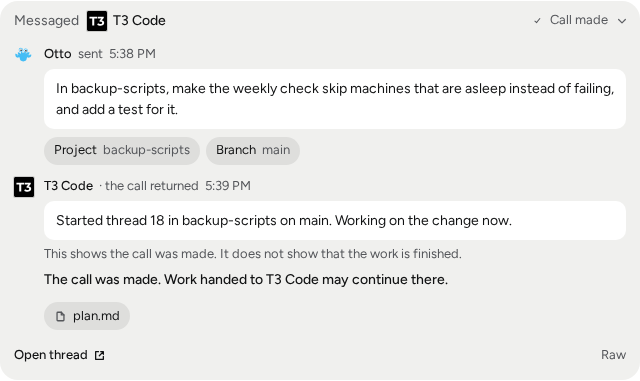 Messaged T3 T3 Code ✓ Call made
Otto sent 5:38 PM
In backup-scripts, make the weekly check skip machines that are asleep instead of failing,
and add a test for it.
Project backup-scripts Branch main
T3 T3 Code · the call returned 5:39 PM
Started thread 18 in backup-scripts on main. Working on the change now.
This shows the call was made. It does not show that the work is finished.
The call was made. Work handed to T3 Code may continue there.
plan.md
Open thread Raw